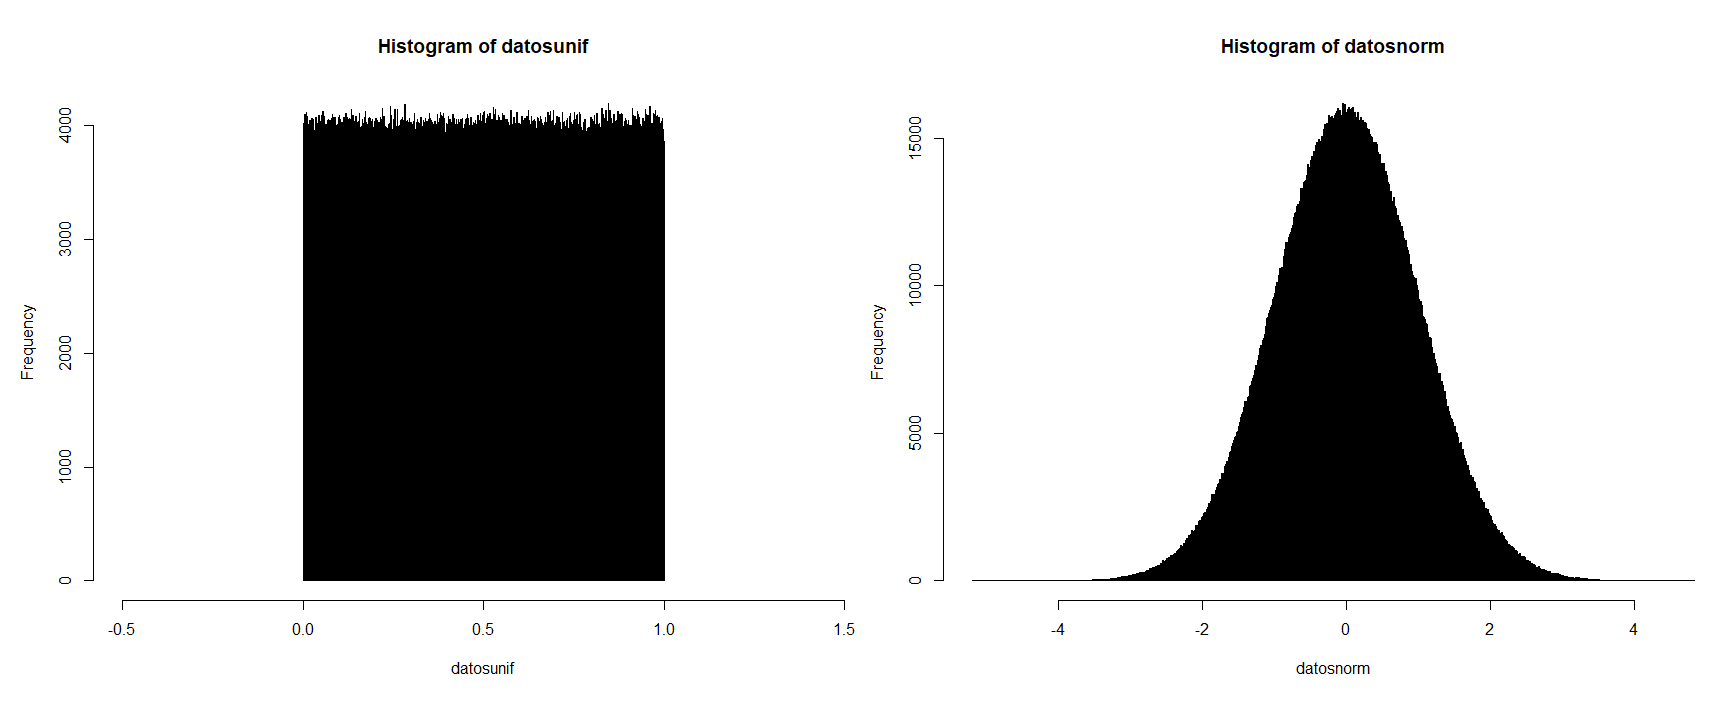 Histogram of datosunif
Frequency
4000
3000
2000
1000
0
-0.5 0.0 0.5 1.0 1.5
datosunif
Histogram of datosnorm
Frequency
15000
10000
5000
0
-4 -2 0 2 4
datosnorm